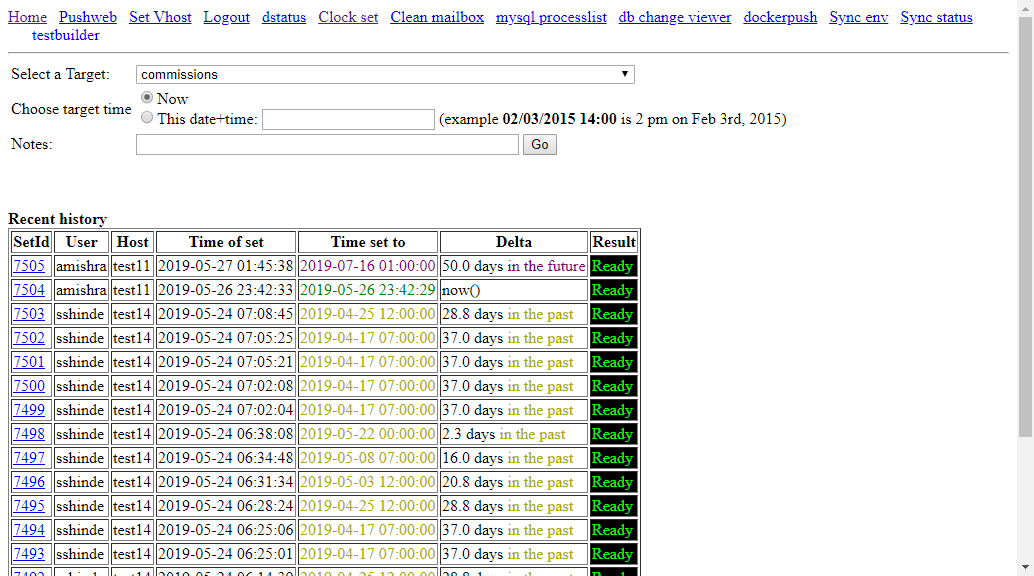 Home Pushweb Set Vhost Logout dstatus Clock set Clean mailbox mysql processlist db change viewer dockerpush Sync env Sync status
testbuilder
Select a Target: commissions
Choose target time
Now
This date+time: (example 02/03/2015 14:00 is 2 pm on Feb 3rd, 2015)
Notes: Go
Recent history
SetId User Host Time of set Time set to Delta Result
7505 amishra test11 2019-05-27 01:45:38 2019-07-16 01:00:00 50.0 days in the future Ready
7504 amishra test11 2019-05-26 23:42:33 2019-05-26 23:42:29 now() Ready
7503 sshinde test14 2019-05-24 07:08:45 2019-04-25 12:00:00 28.8 days in the past Ready
7502 sshinde test14 2019-05-24 07:05:25 2019-04-17 07:00:00 37.0 days in the past Ready
7501 sshinde test14 2019-05-24 07:05:21 2019-04-17 07:00:00 37.0 days in the past Ready
7500 sshinde test14 2019-05-24 07:02:08 2019-04-17 07:00:00 37.0 days in the past Ready
7499 sshinde test14 2019-05-24 07:02:04 2019-04-17 07:00:00 37.0 days in the past Ready
7498 sshinde test14 2019-05-24 06:38:08 2019-05-22 00:00:00 2.3 days in the past Ready
7497 sshinde test14 2019-05-24 06:34:48 2019-05-08 07:00:00 16.0 days in the past Ready
7496 sshinde test14 2019-05-24 06:31:34 2019-05-03 12:00:00 20.8 days in the past Ready
7495 sshinde test14 2019-05-24 06:28:24 2019-04-25 12:00:00 28.8 days in the past Ready
7494 sshinde test14 2019-05-24 06:25:06 2019-04-17 07:00:00 37.0 days in the past Ready
7493 sshinde test14 2019-05-24 06:25:01 2019-04-17 07:00:00 37.0 days in the past Ready